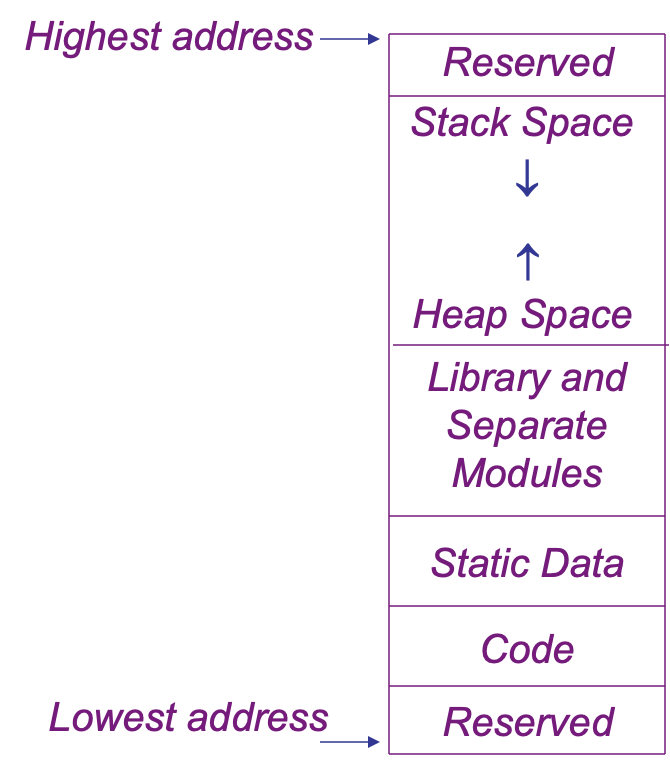 Highest address
Reserved
Stack Space
↓
↑
Heap Space
Library and
Separate
Modules
Static Data
Code
Lowest address
Reserved